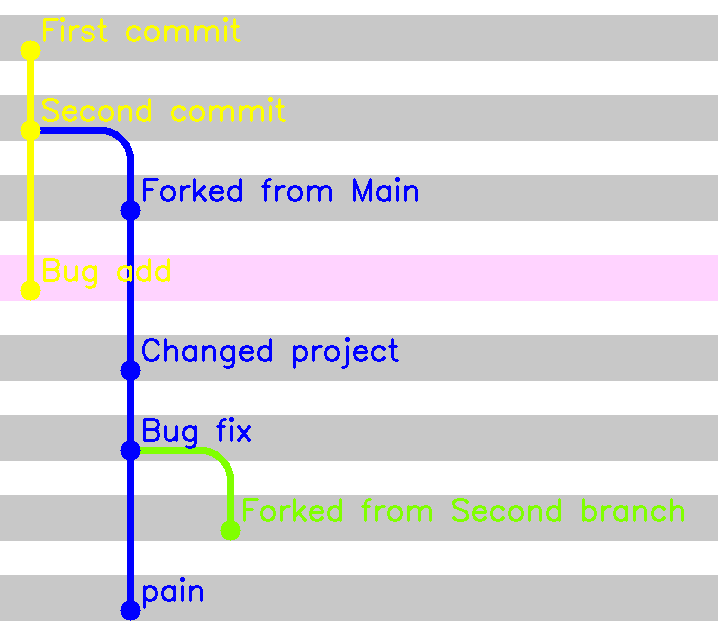 First commit
Second commit
Forked from Main
Bug add
Changed project
Bug fix
Forked from Second branch
pain